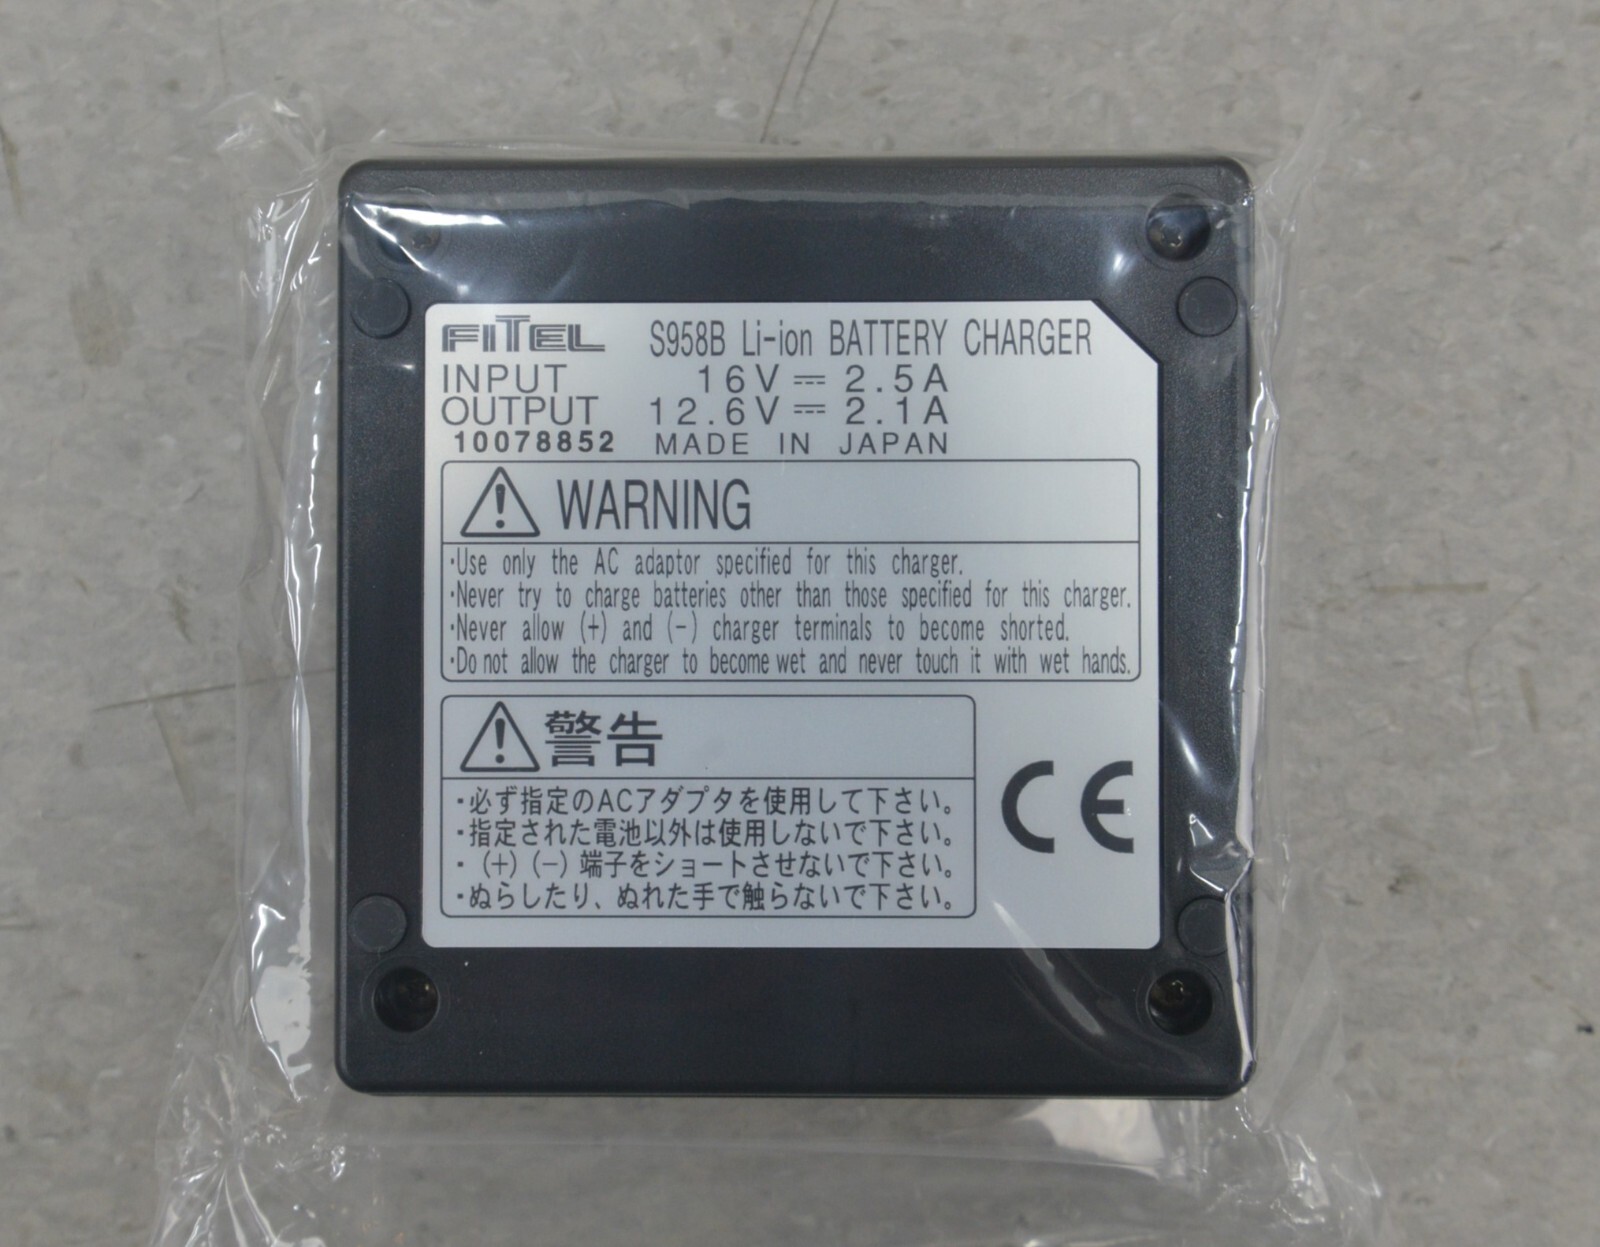 FITEL S958B Li-ion BATTERY CHARGER
INPUT 16V⎓2.5A
OUTPUT 12.6V⎓2.1A
10078852 MADE IN JAPAN
WARNING
・Use only the AC adaptor specified for this charger.
・Never try to charge batteries other than those specified for this charger.
・Never allow (+) and (-) charger terminals to become shorted.
・Do not allow the charger to become wet and never touch it with wet hands.
警告
・必ず指定のACアダプタを使用して下さい。
・指定された電池以外は使用しないで下さい。
・(+)(-)端子をショートさせないで下さい。
・ぬらしたり、ぬれた手で触らないで下さい。
CE